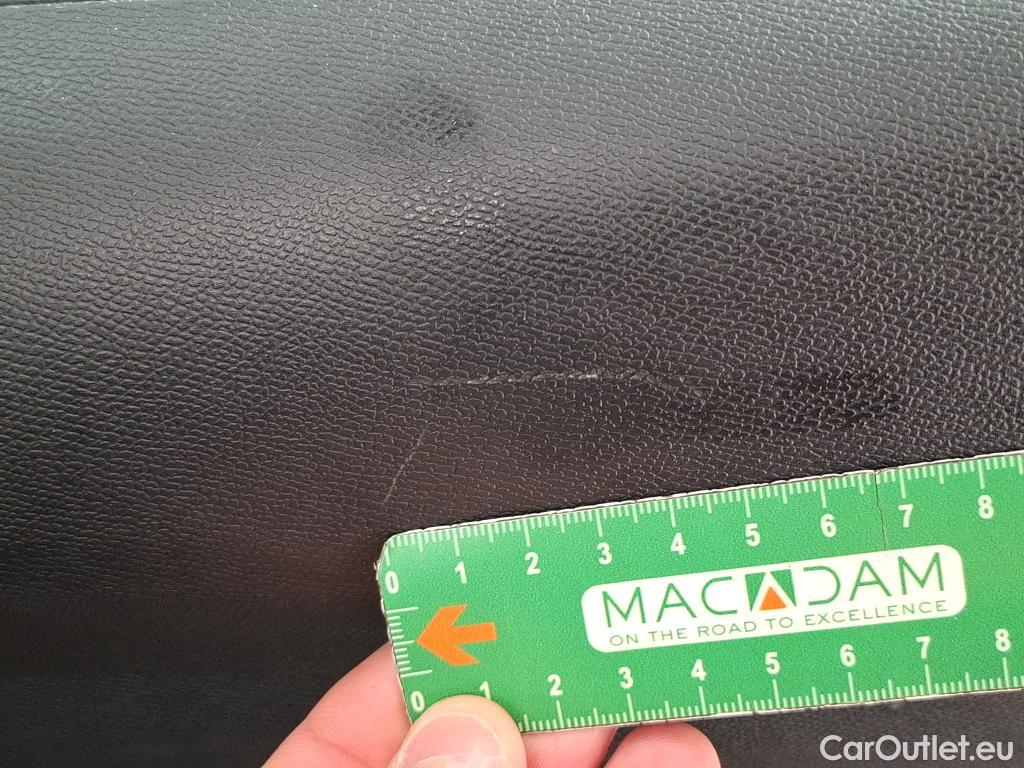 0 1 2 3 4 5 6 7 8
MACADAM
ON THE ROAD TO EXCELLENCE
0 1 2 3 4 5 6 7 8
CarOutlet.eu